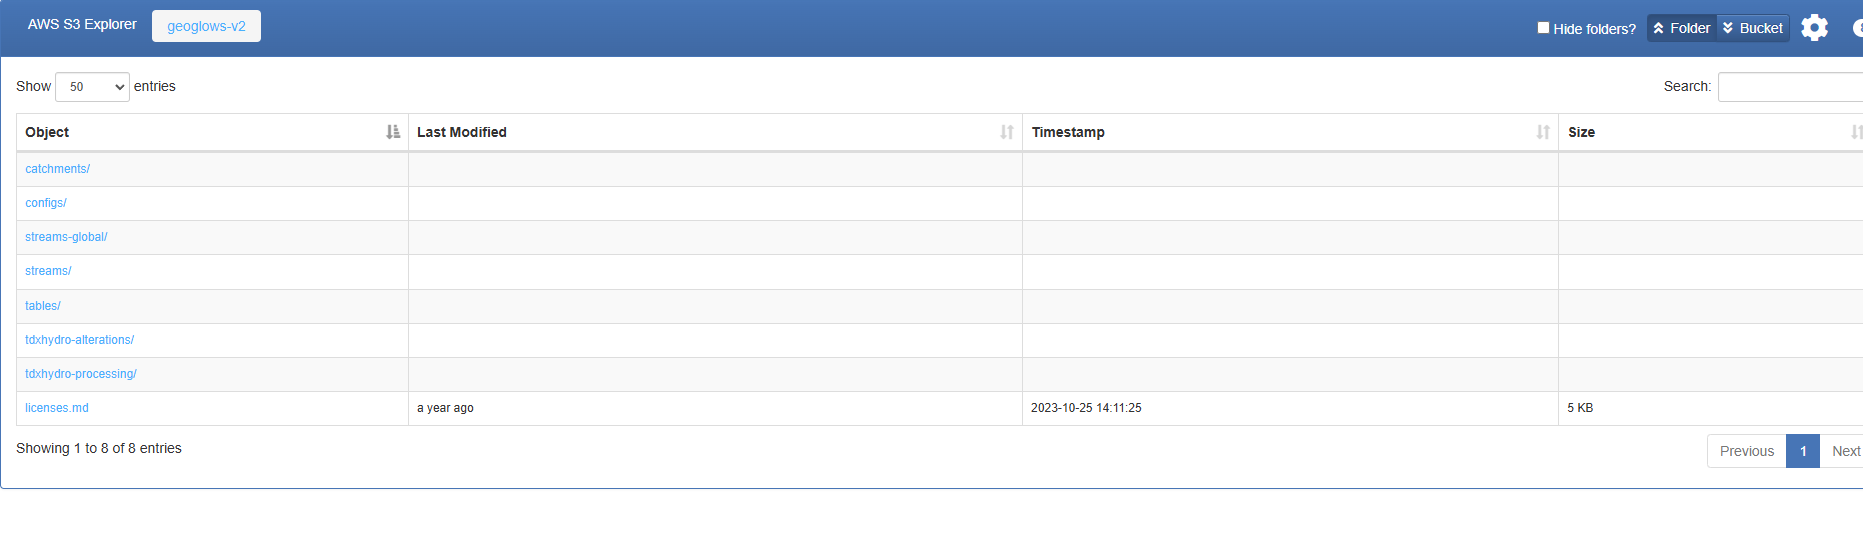 AWS S3 Explorer geoglows-v2 Hide folders? Folder Bucket
Show 50 entries Search:
Object Last Modified Timestamp Size
catchments/
configs/
streams-global/
streams/
tables/
tdxhydro-alterations/
tdxhydro-processing/
licenses.md a year ago 2023-10-25 14:11:25 5 KB
Showing 1 to 8 of 8 entries Previous 1 Next